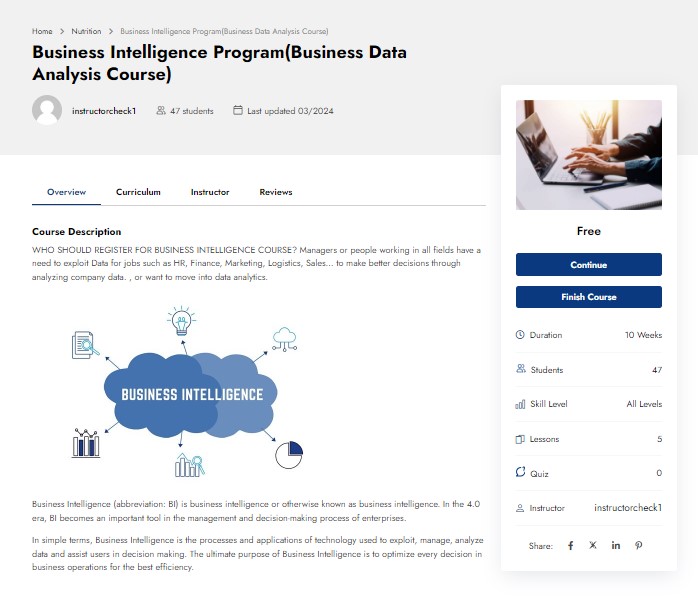 Home > Nutrition > Business Intelligence Program(Business Data Analysis Course)
Business Intelligence Program(Business Data
Analysis Course)
instructorcheck1 47 students Last updated 03/2024
Overview Curriculum Instructor Reviews
Course Description
WHO SHOULD REGISTER FOR BUSINESS INTELLIGENCE COURSE? Managers or people working in all fields have a
need to exploit Data for jobs such as HR, Finance, Marketing, Logistics, Sales... to make better decisions through
analyzing company data. , or want to move into data analytics.
BUSINESS INTELLIGENCE
Business Intelligence (abbreviation: BI) is business intelligence or otherwise known as business intelligence. In the 4.0
era, BI becomes an important tool in the management and decision-making process of enterprises.
In simple terms, Business Intelligence is the processes and applications of technology used to exploit, manage, analyze
data and assist users in decision making. The ultimate purpose of Business Intelligence is to optimize every decision in
business operations for the best efficiency.
Free
Continue
Finish Course
Duration 10 Weeks
Students 47
Skill Level All Levels
Lessons 5
Quiz 0
Instructor instructorcheck1
Share: